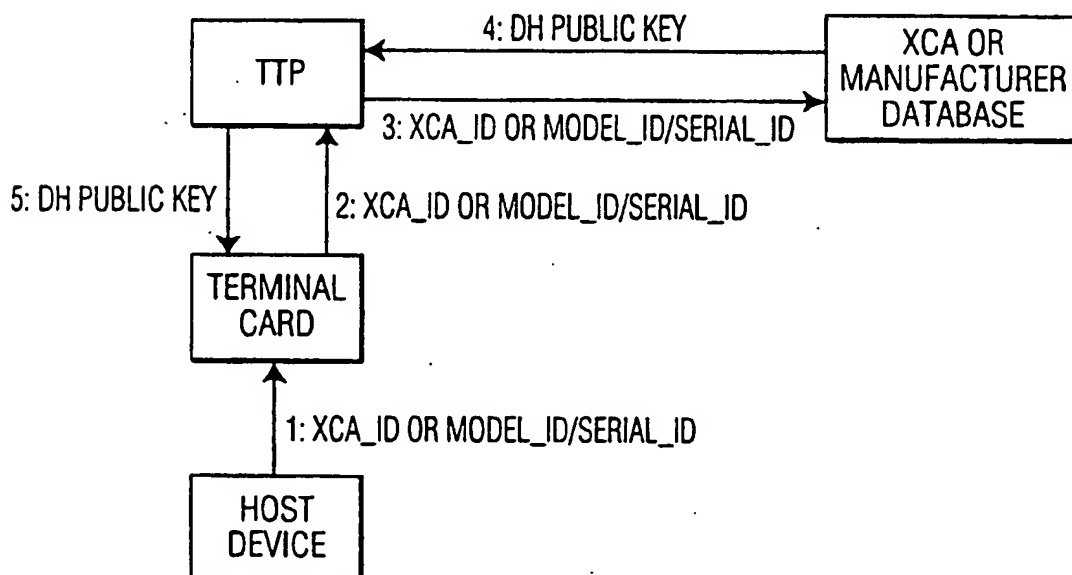 4: DH PUBLIC KEY
TTP
XCA OR
MANUFACTURER
DATABASE
3: XCA_ID OR MODEL_ID/SERIAL_ID
5: DH PUBLIC KEY
2: XCA_ID OR MODEL_ID/SERIAL_ID
TERMINAL
CARD
1: XCA_ID OR MODEL_ID/SERIAL_ID
HOST
DEVICE